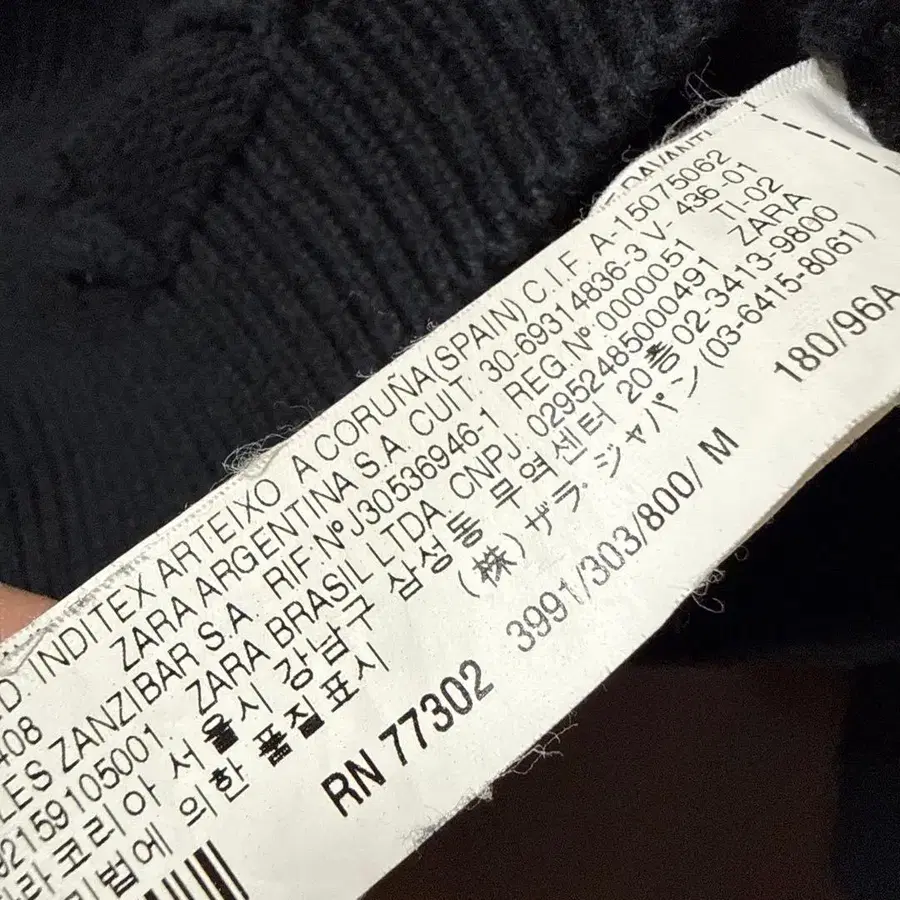 DAVANTI
D. INDITEX ARTEIXO A CORUÑA (SPAIN) C.I.F. A-15075062
408 ZARA ARGENTINA S.A. CUIT: 30-69314836-3 V- 436-01
LES ZANZIBAR S.A. RIF-NºJ30536946-1 REG.Nº:0000051 TI-02
92159105001. ZARA BRASIL LTDA. CNPJ. 02952485000491 ZARA
라코리아 서울시 강남구 삼성동 무역센터 20층 02-3413-9800
법에 의한 품질표시 (株) ザラ・ジャパン (03-6415-8061)
RN 77302 3991/303/800/ M 180/96A